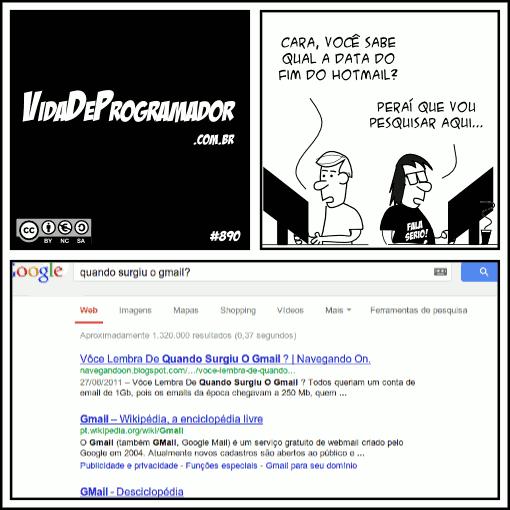 VIDADEPROGRAMADOR
.COM.BR
CC
BY NC SA
#890
CARA, VOCÊ SABE
QUAL A DATA DO
FIM DO HOTMAIL?
PERAÍ QUE VOU
PESQUISAR AQUI...
FALA
SÉRIO!
Google quando surgiu o gmail?
Web Imagens Mapas Shopping Vídeos Mais Ferramentas de pesquisa
Aproximadamente 1.320.000 resultados (0,37 segundos)
Vôce Lembra De Quando Surgiu O Gmail ? | Navegando On.
navegandoon.blogspot.com/.../voce-lembra-de-quando...
27/06/2011 – Vôce Lembra De Quando Surgiu O Gmail ? Todos queriam um conta de
email de 1Gb, pois os emails da época chegavam a 250 Mb, quem ...
Gmail – Wikipédia, a enciclopédia livre
pt.wikipedia.org/wiki/Gmail
O Gmail (também GMail, Google Mail) é um serviço gratuito de webmail criado pelo
Google em 2004. Atualmente novos cadastros são abertos ao público e ...
Publicidade e privacidade - Funções especiais - Gmail para seu domínio
GMail - Desciclopédia